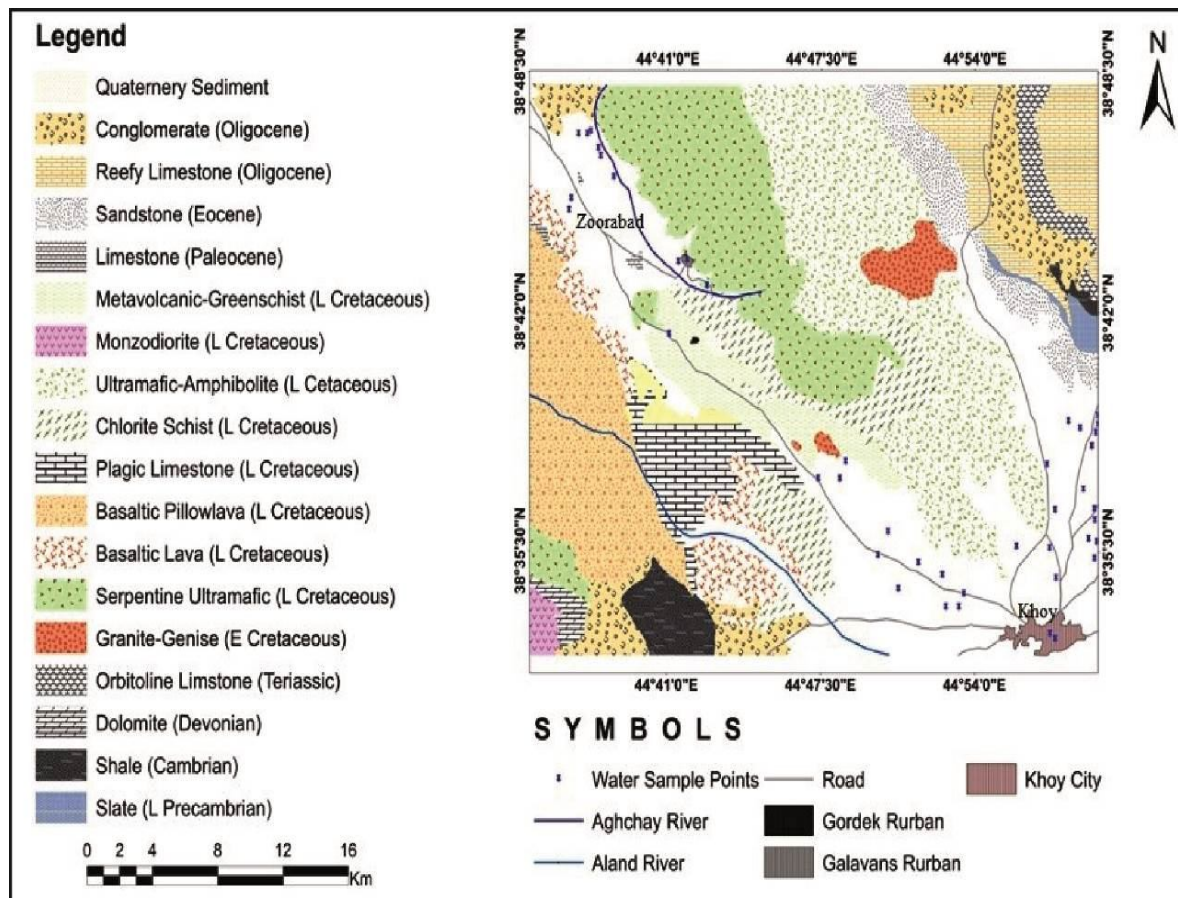 Legend
Quaternery Sediment
Conglomerate (Oligocene)
Reefy Limestone (Oligocene)
Sandstone (Eocene)
Limestone (Paleocene)
Metavolcanic-Greenschist (L Cretaceous)
Monzodiorite (L Cretaceous)
Ultramafic-Amphibolite (L Cetaceous)
Chlorite Schist (L Cretaceous)
Plagic Limestone (L Cretaceous)
Basaltic Pillowlava (L Cretaceous)
Basaltic Lava (L Cretaceous)
Serpentine Ultramafic (L Cretaceous)
Granite-Genise (E Cretaceous)
Orbitoline Limstone (Teriassic)
Dolomite (Devonian)
Shale (Cambrian)
Slate (L Precambrian)
0 2 4 8 12 16
Km
44°41'0"E 44°47'30"E 44°54'0"E
N
38°48'30"N 38°48'30"N
Zoorabad
38°42'0"N 38°42'0"N
38°35'30"N 38°35'30"N
Khoy
44°41'0"E 44°47'30"E 44°54'0"E
SYMBOLS
Water Sample Points Road Khoy City
Aghchay River Gordek Rurban
Aland River Galavans Rurban